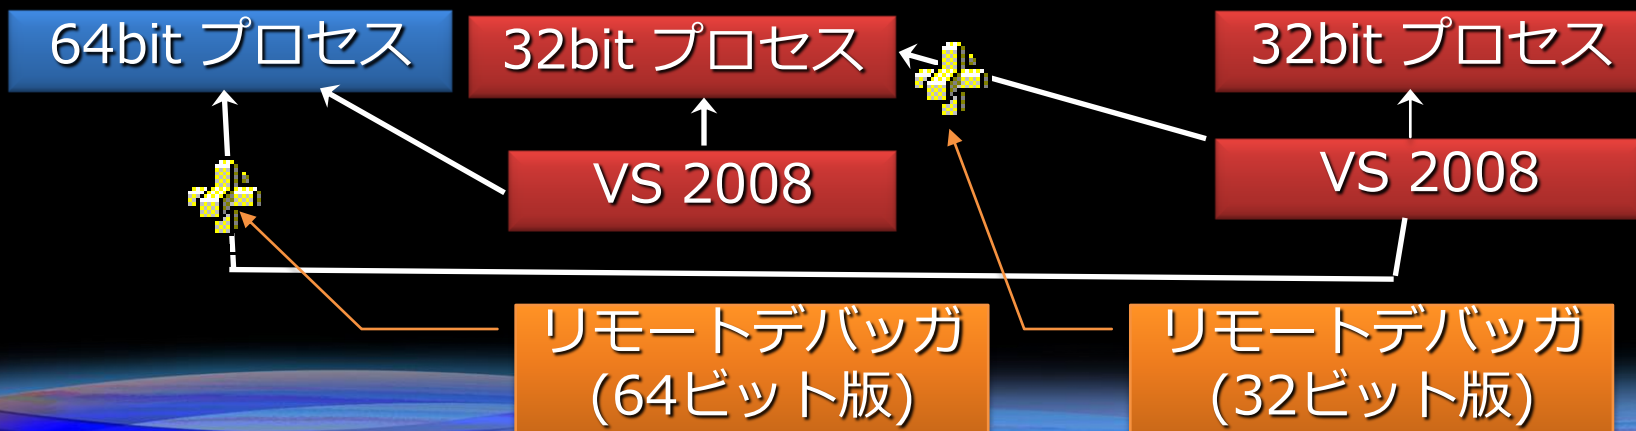 64bit プロセス
32bit プロセス
32bit プロセス
VS 2008
VS 2008
リモートデバッガ
(64ビット版)
リモートデバッガ
(32ビット版)